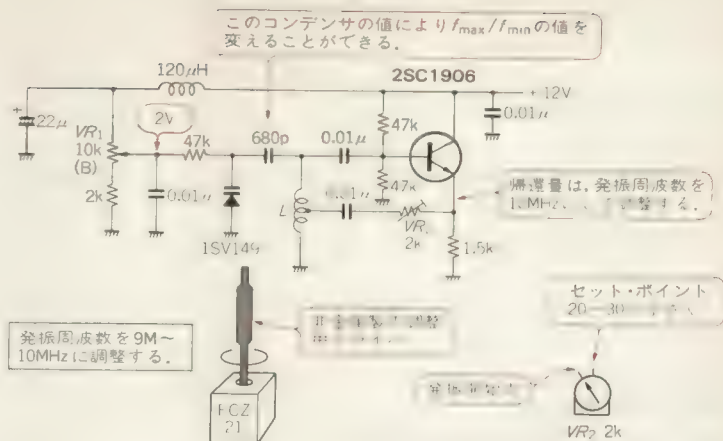 このコンデンサの値によりfmax/fminの値を
変えることができる。
120μH
2SC1906
+12V
22μ
VR1
10k
(B)
2V
47k
680p
0.01μ
47k
0.01μ
2k
0.01μ
47k
帰還量は，発振周波数を
する。
L
VR
2k
1.5k
1SV149
セット・ポイント
発振周波数を9M～
10MHzに調整する。
FCZ
21
VR2 2k